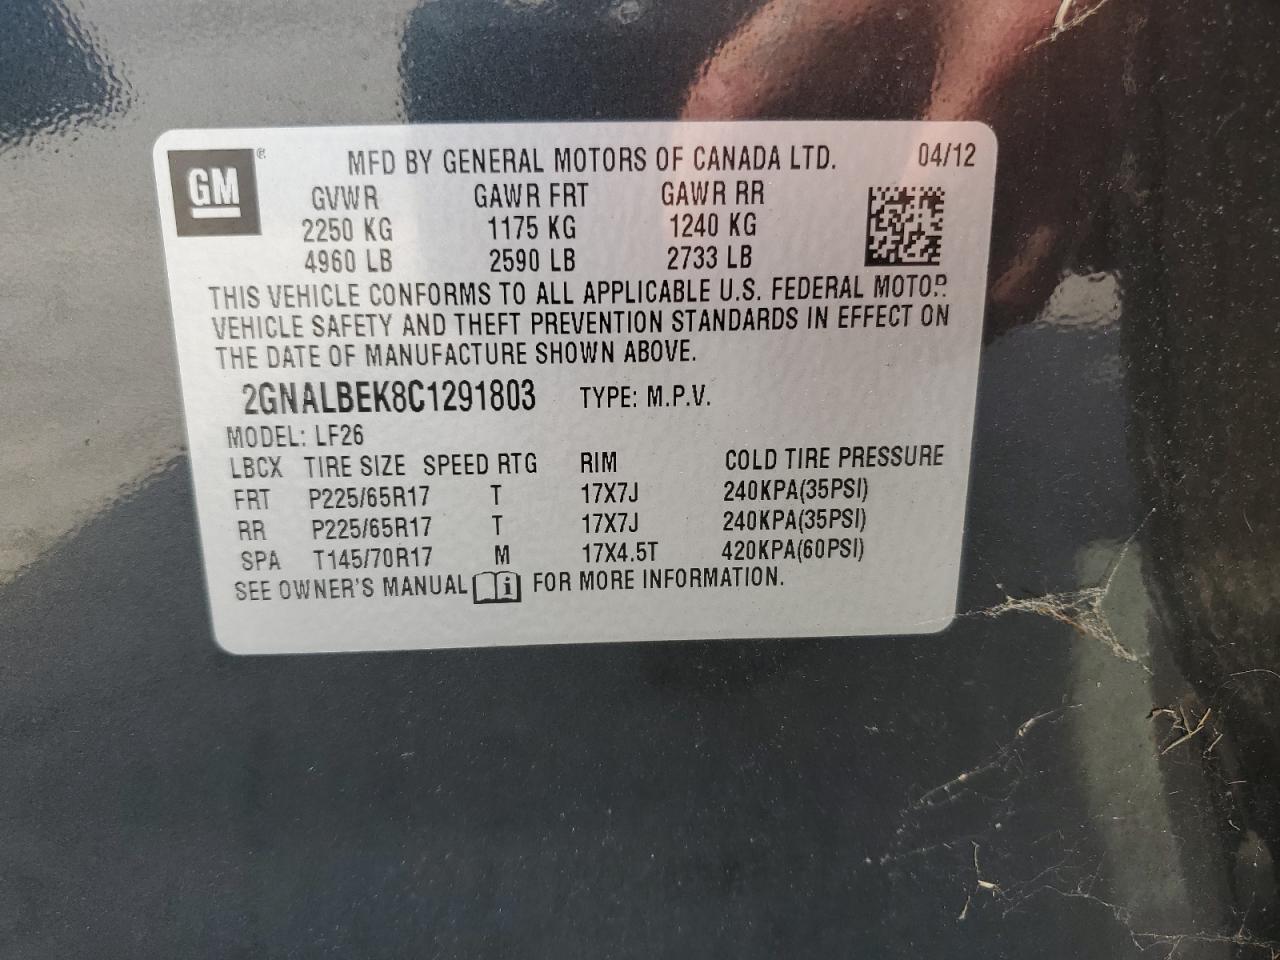 GM® MFD BY GENERAL MOTORS OF CANADA LTD. 04/12
GVWR GAWR FRT GAWR RR
2250 KG 1175 KG 1240 KG
4960 LB 2590 LB 2733 LB
THIS VEHICLE CONFORMS TO ALL APPLICABLE U.S. FEDERAL MOTOR
VEHICLE SAFETY AND THEFT PREVENTION STANDARDS IN EFFECT ON
THE DATE OF MANUFACTURE SHOWN ABOVE.
2GNALBEK8C1291803 TYPE: M.P.V.
MODEL: LF26
LBCX TIRE SIZE SPEED RTG RIM COLD TIRE PRESSURE
FRT P225/65R17 T 17X7J 240KPA(35PSI)
RR P225/65R17 T 17X7J 240KPA(35PSI)
SPA T145/70R17 M 17X4.5T 420KPA(60PSI)
SEE OWNER'S MANUAL i FOR MORE INFORMATION.